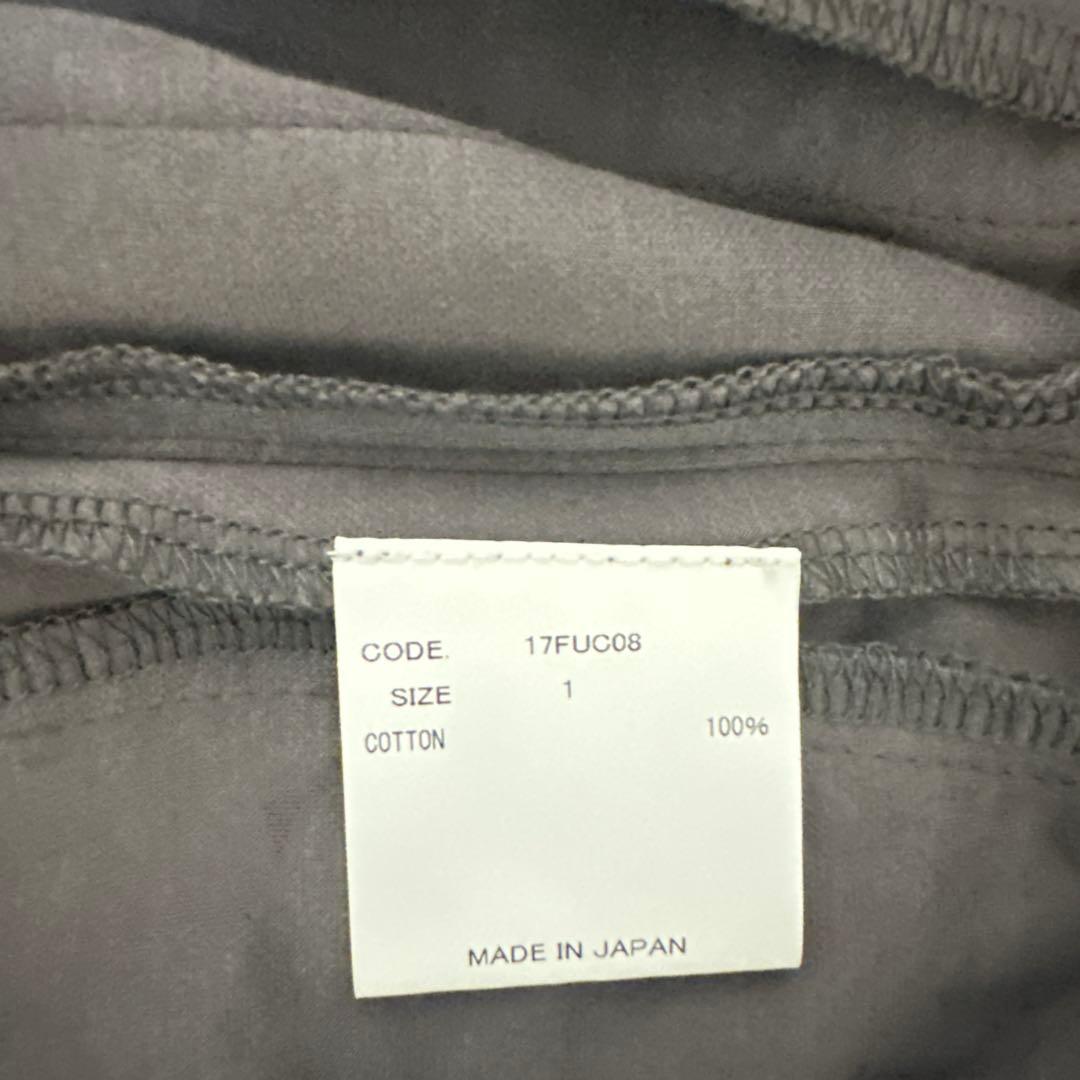 CODE. 17FUC08
SIZE 1
COTTON 100%
MADE IN JAPAN